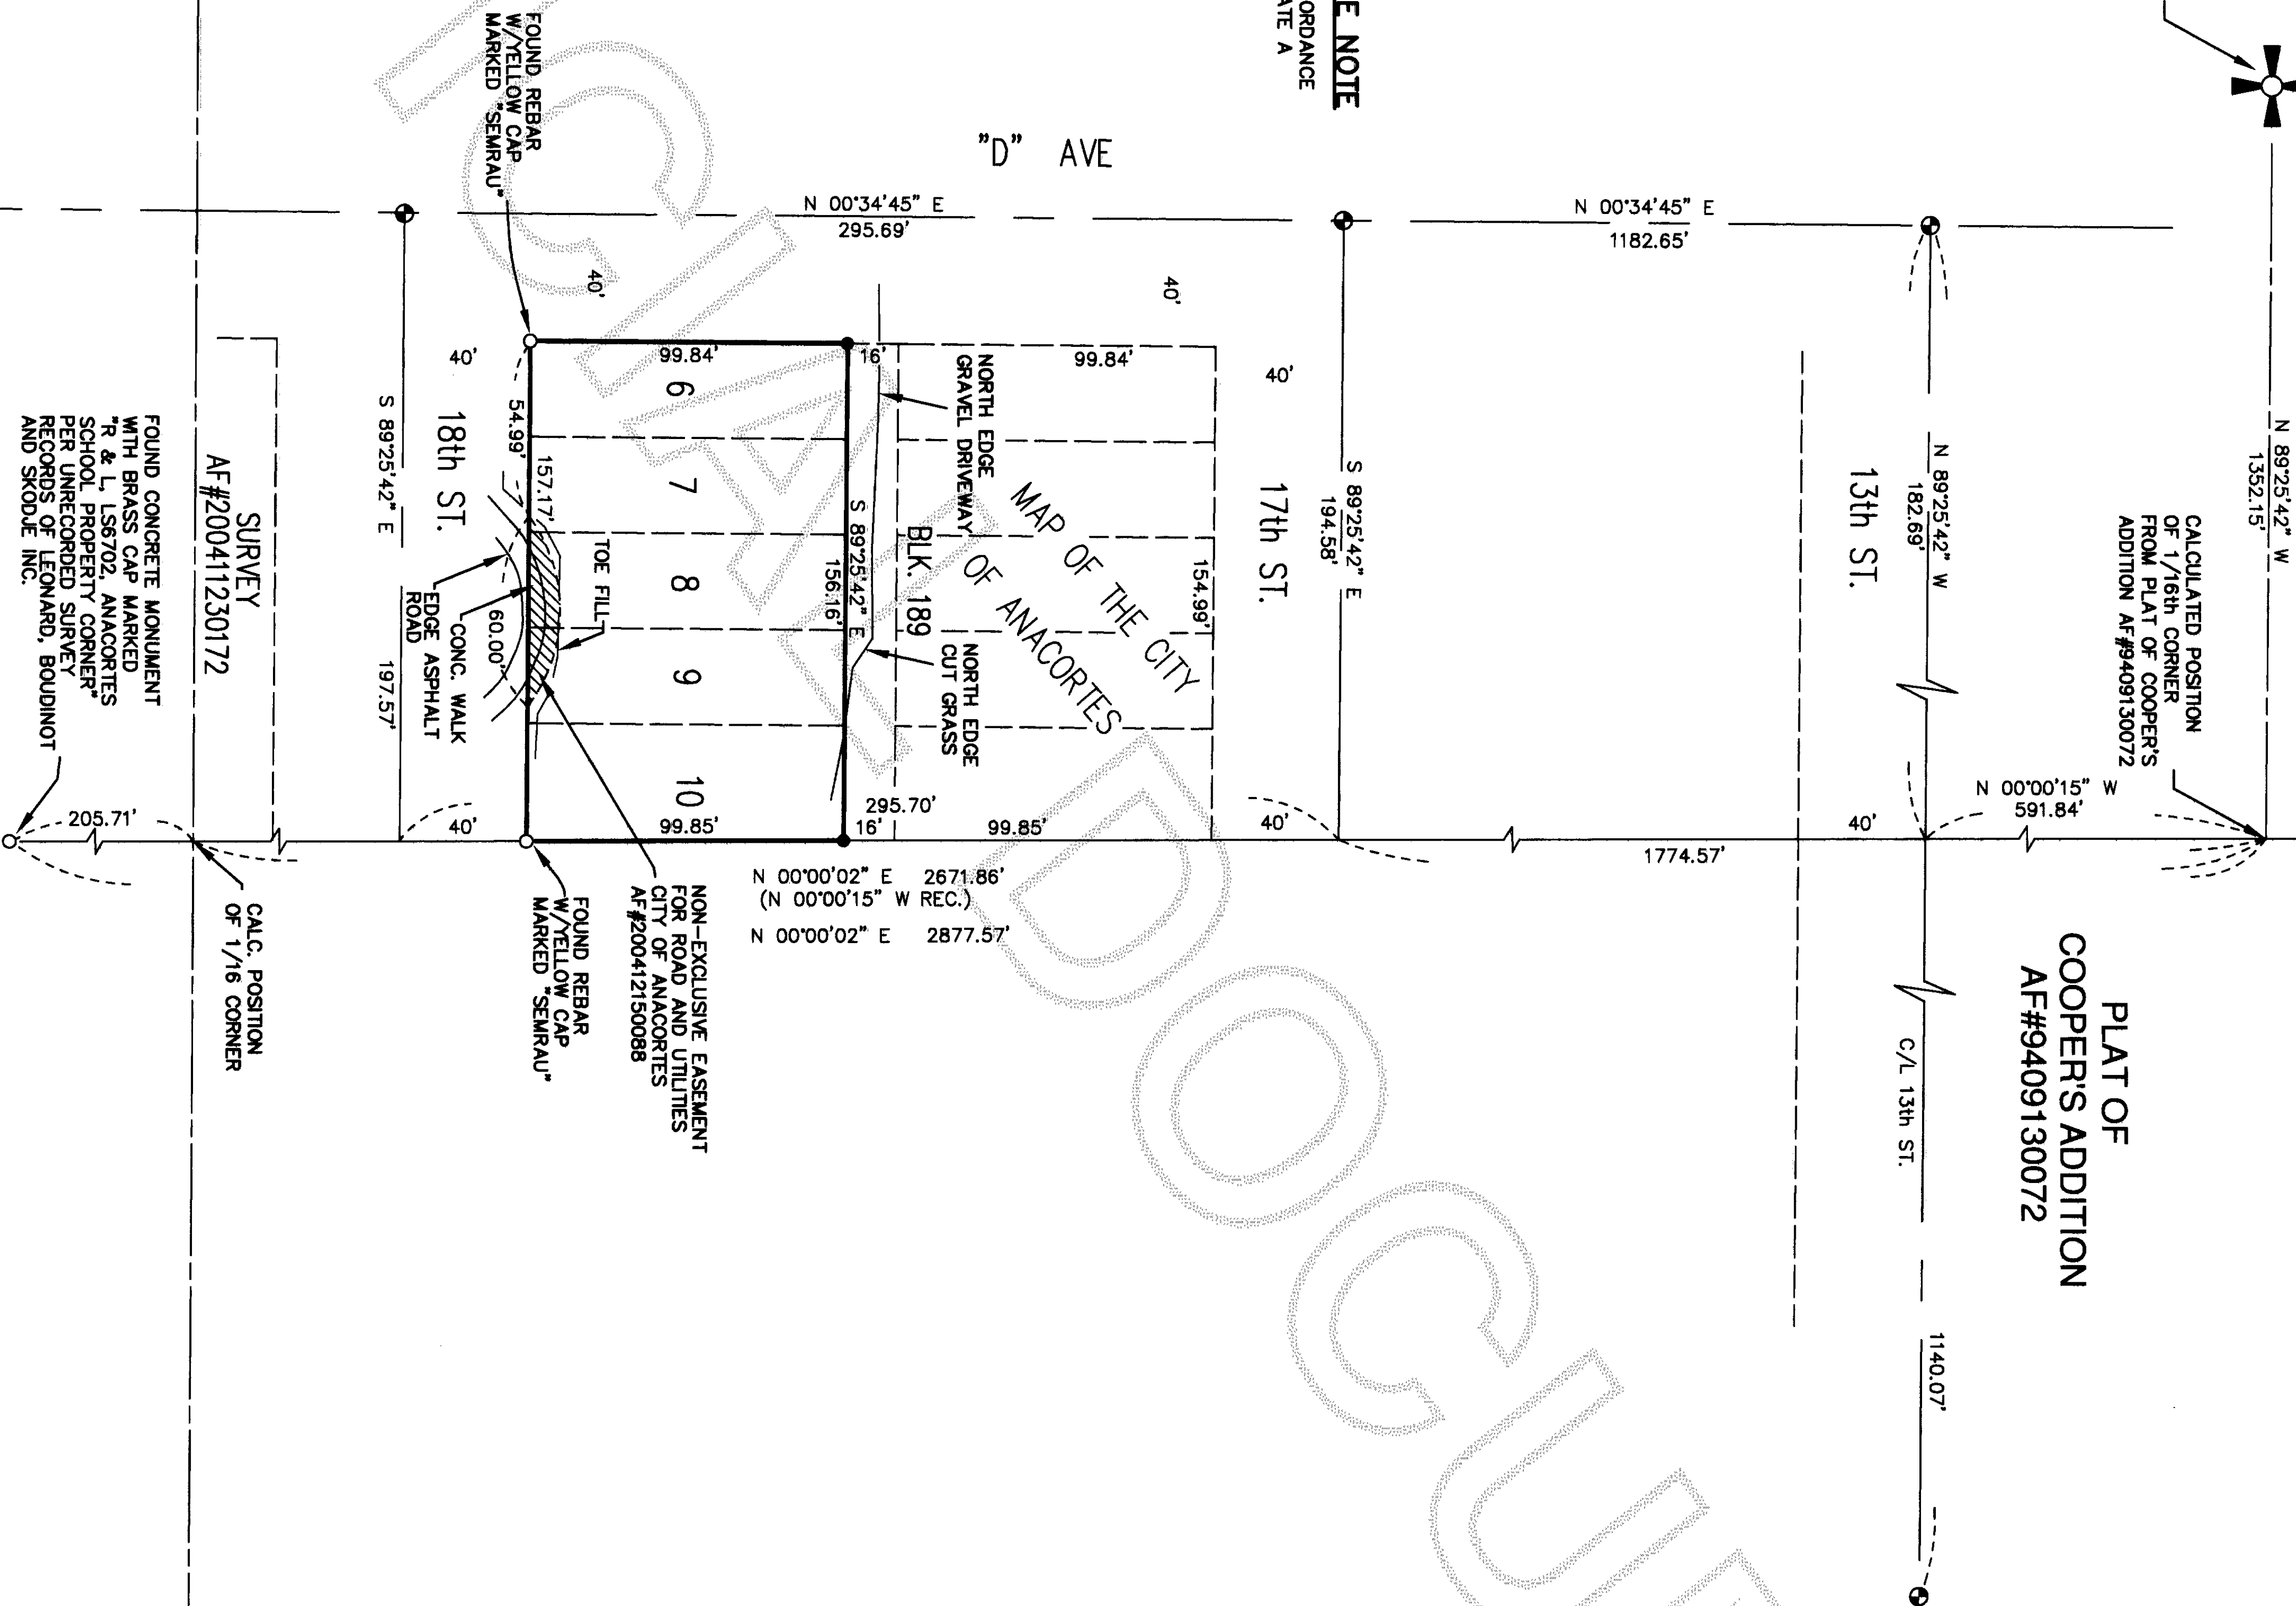 E NOTE
ORDANCE
ATE A
"D" AVE
N 00°34'45" E
295.69'
N 00°34'45" E
1182.65'
N 89°25'42" W
1352.15'
CALCULATED POSITION
OF 1/16th CORNER
FROM PLAT OF COOPER'S
ADDITION AF#9409130072
N 89°25'42" W
182.69'
13th ST.
N 00°00'15" W
591.84'
40'
S 89°25'42" E
194.58'
17th ST.
40'
40'
40'
40'
1774.57'
MAP OF THE CITY
OF ANACORTES
154.99'
99.84'
99.85'
BLK. 189
NORTH EDGE
GRAVEL DRIVEWAY
NORTH EDGE
CUT GRASS
16'
16'
295.70'
S 89°25'42" E
156.16'
99.84'
99.85'
6
7
8
9
10
TOE FILL
157.17'
54.99'
60.00'
CONC. WALK
EDGE ASPHALT
ROAD
FOUND REBAR
W/YELLOW CAP
MARKED "SEMRAU"
40'
40'
18th ST.
S 89°25'42" E
197.57'
SURVEY
AF#200411230172
FOUND CONCRETE MONUMENT
WITH BRASS CAP MARKED
"R & L, LS6702, ANACORTES
SCHOOL PROPERTY CORNER"
PER UNRECORDED SURVEY
RECORDS OF LEONARD, BOUDINOT
AND SKODJE INC.
205.71'
CALC. POSITION
OF 1/16 CORNER
FOUND REBAR
W/YELLOW CAP
MARKED "SEMRAU"
NON-EXCLUSIVE EASEMENT
FOR ROAD AND UTILITIES
CITY OF ANACORTES
AF#200412150088
N 00°00'02" E 2671.86'
(N 00°00'15" W REC.)
N 00°00'02" E 2877.57'
PLAT OF
COOPER'S ADDITION
AF#9409130072
C/L 13th ST.
1140.07'
CIAL DOCU